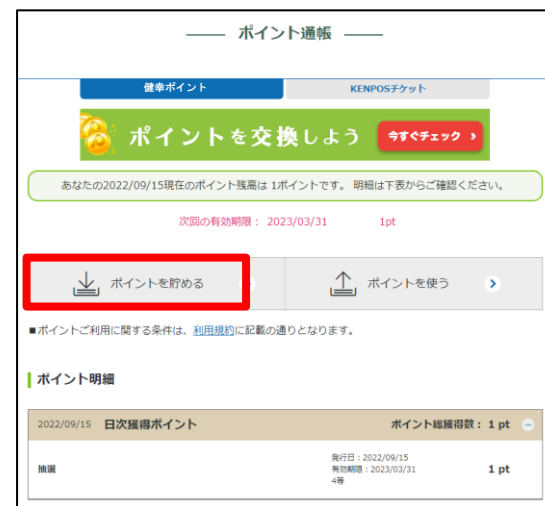 ポイント通帳
健幸ポイント
KENPOSチケット
ポイントを交換しよう
今すぐチェック
あなたの2022/09/15現在のポイント残高は 1ポイントです。 明細は下表からご確認ください。
次回の有効期限： 2023/03/31 1pt
ポイントを貯める
ポイントを使う
■ポイントご利用に関する条件は、利用規約に記載の通りとなります。
ポイント明細
2022/09/15 日次獲得ポイント ポイント総獲得数：1 pt
発行日：2022/09/15
抽選 有効期限：2023/03/31 1 pt
4等